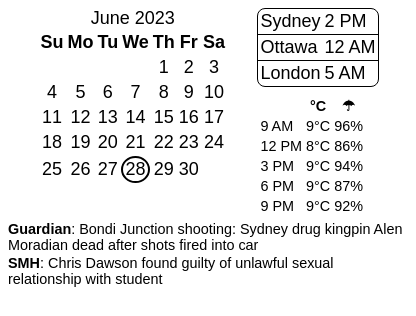 June 2023
Su Mo Tu We Th Fr Sa
1 2 3
4 5 6 7 8 9 10
11 12 13 14 15 16 17
18 19 20 21 22 23 24
25 26 27 28 29 30
Sydney 2 PM
Ottawa 12 AM
London 5 AM
°C ☂
9 AM 9°C 96%
12 PM 8°C 86%
3 PM 9°C 94%
6 PM 9°C 87%
9 PM 9°C 92%
Guardian: Bondi Junction shooting: Sydney drug kingpin Alen
Moradian dead after shots fired into car
SMH: Chris Dawson found guilty of unlawful sexual
relationship with student